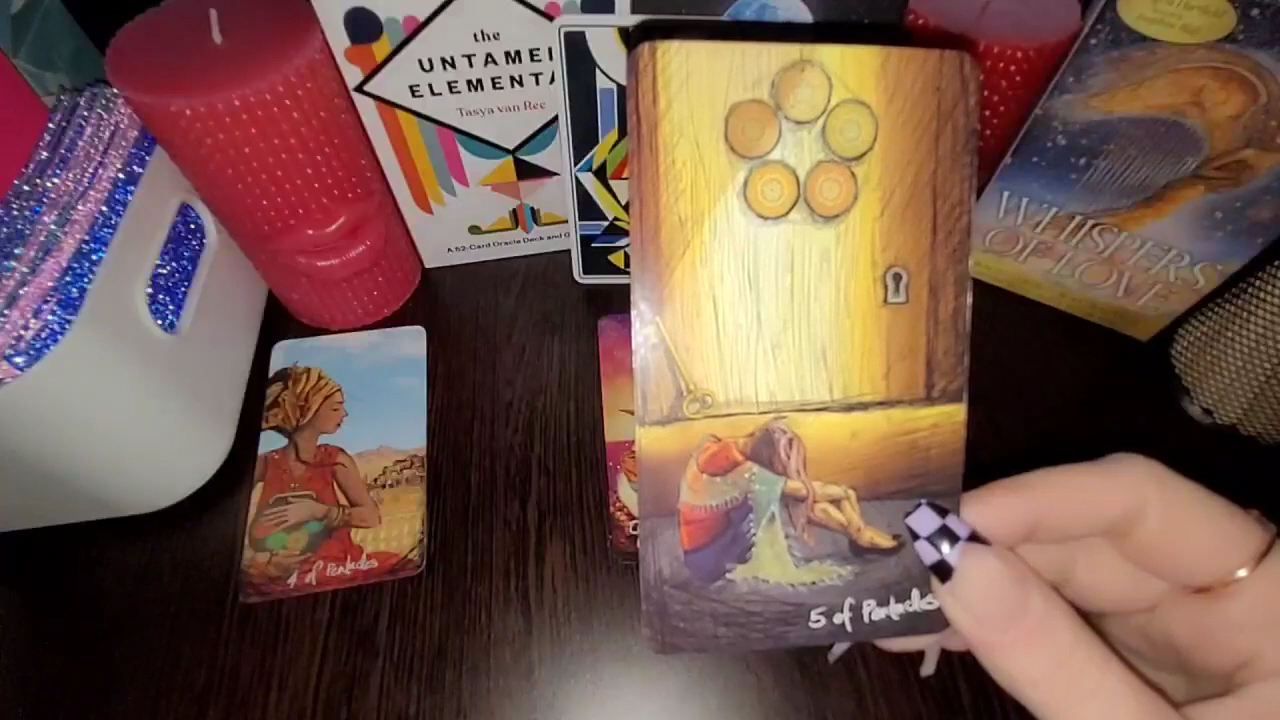 the
UNTAME
ELEMENTA
Tasya van Ree
A 52-Card Oracle Deck and G
WHISPERS
OF LOVE
4 of Pentacles
5 of Pentacles